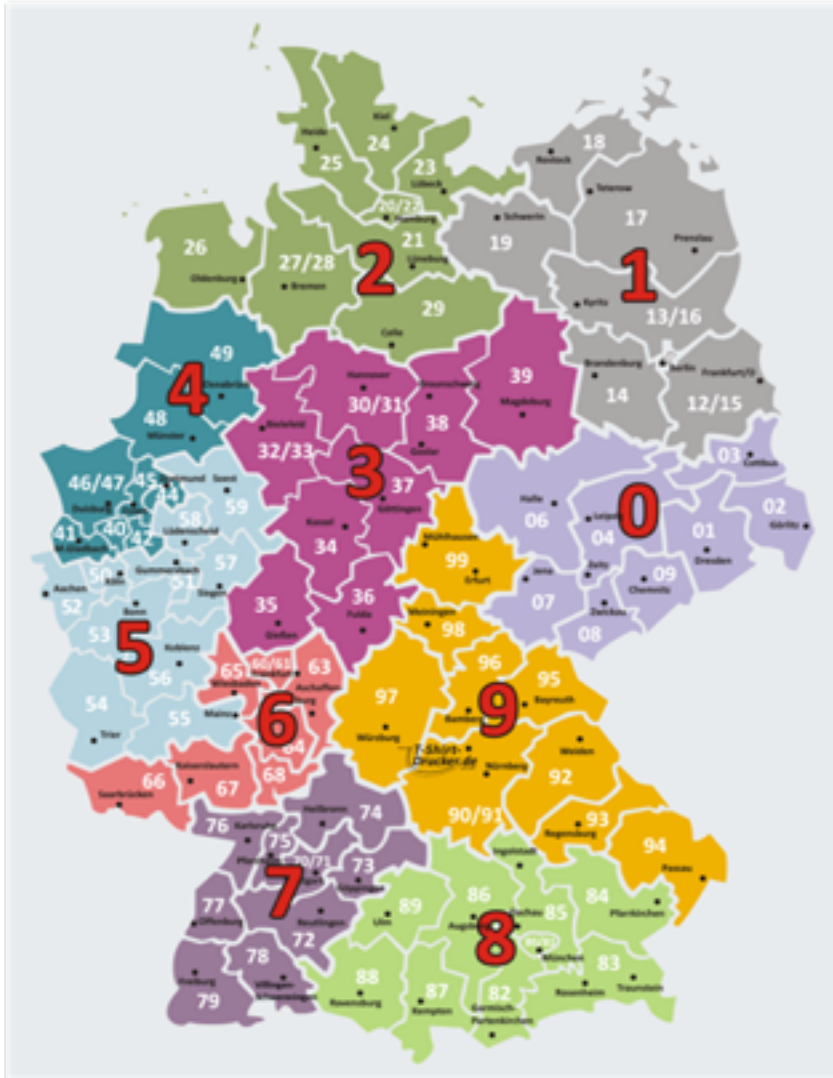 Kiel
Heide
24
25
23
Lübeck
20/22
Hamburg
18
Rostock
Teterow
17
Schwerin
19
Prenzlau
26
Oldenburg
27/28
Bremen
2
21
Lüneburg
29
Celle
1
Kyritz
13/16
Berlin
Brandenburg
14
Frankfurt/O
12/15
49
4
Osnabrück
48
Münster
Hannover
30/31
Bielefeld
32/33
3
Braunschweig
38
Goslar
39
Magdeburg
37
Göttingen
Kassel
34
35
Gießen
36
Fulda
46/47
Duisburg
45
Dortmund
44
Essen
41
M.Gladbach
40
42
Soest
59
58
Lüdenscheid
57
Siegen
Gummersbach
51
50
Köln
Aachen
52
Bonn
53
5
Koblenz
56
54
Trier
55
03
Cottbus
Halle
06
Leipzig
04
0
01
Dresden
02
Görlitz
Jena
07
Zeitz
09
Chemnitz
Zwickau
08
Mühlhausen
99
Erfurt
Meiningen
98
96
Bamberg
95
Bayreuth
9
97
Würzburg
T-Shirt-
Drucker.de
Nürnberg
90/91
Weiden
92
93
Regensburg
94
Passau
65
Wiesbaden
60/61
Frankfurt
63
Aschaffen-
burg
Mainz
6
64
66
Saarbrücken
Kaiserslautern
67
68
76
Karlsruhe
Heilbronn
74
75
Pforzheim
70/71
73
Göppingen
7
77
Offenburg
Reutlingen
72
78
Villingen-
Schwenningen
Freiburg
79
Ingolstadt
86
Augsburg
Dachau
85
84
Pfarrkirchen
89
Ulm
8
München
83
Rosenheim
Traunstein
88
Ravensburg
87
Kempten
82
Garmisch-
Partenkirchen